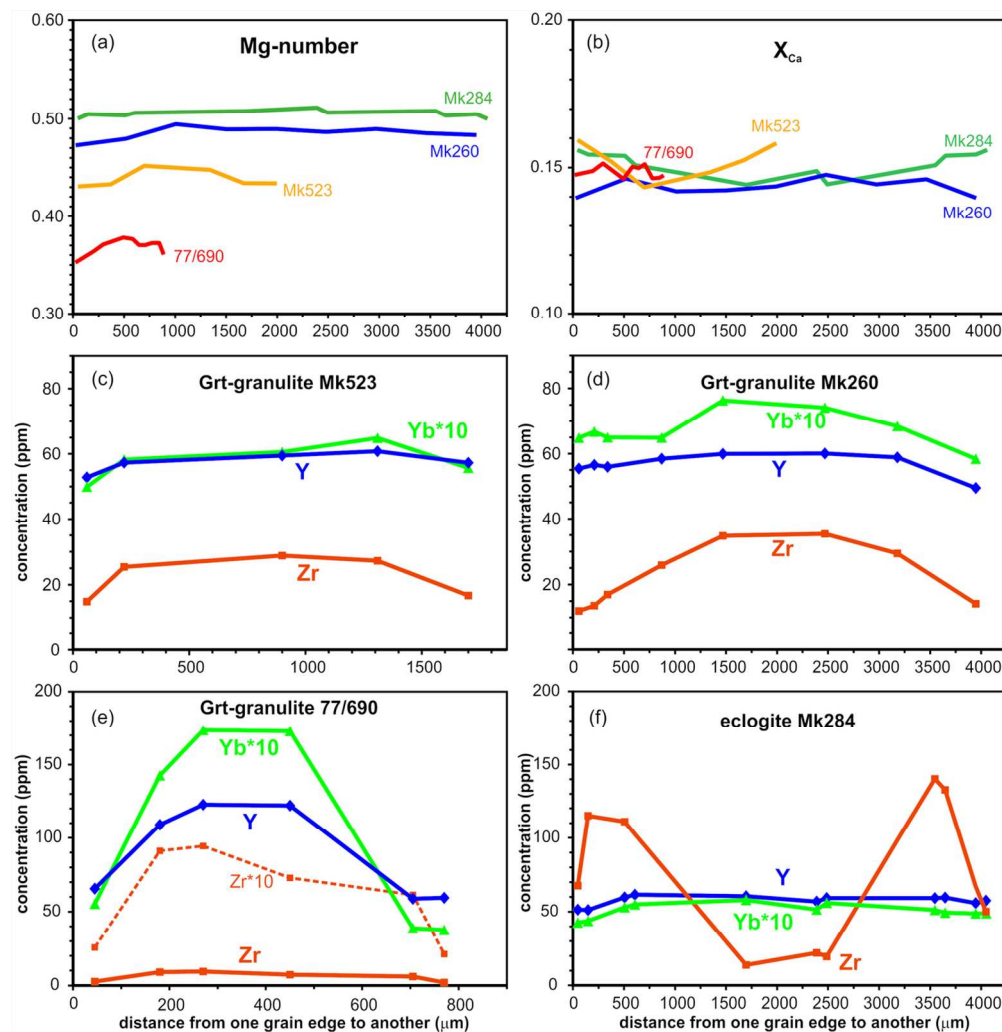 (a) Mg-number
0.60
0.50
0.40
0.30
Mk284
Mk260
Mk523
77/690
0 500 1000 1500 2000 2500 3000 3500 4000
(b) X_Ca
0.20
0.15
0.10
Mk523
77/690
Mk284
Mk260
0 500 1000 1500 2000 2500 3000 3500 4000
(c) Grt-granulite Mk523
concentration (ppm)
80
60
40
20
0
Yb*10
Y
Zr
0 500 1000 1500
(d) Grt-granulite Mk260
concentration (ppm)
80
60
40
20
0
Yb*10
Y
Zr
0 500 1000 1500 2000 2500 3000 3500 4000
(e) Grt-granulite 77/690
concentration (ppm)
200
150
100
50
0
Yb*10
Y
Zr*10
Zr
0 200 400 600 800
distance from one grain edge to another (μm)
(f) eclogite Mk284
concentration (ppm)
200
150
100
50
0
Y
Yb*10
Zr
0 500 1000 1500 2000 2500 3000 3500 4000
distance from one grain edge to another (μm)